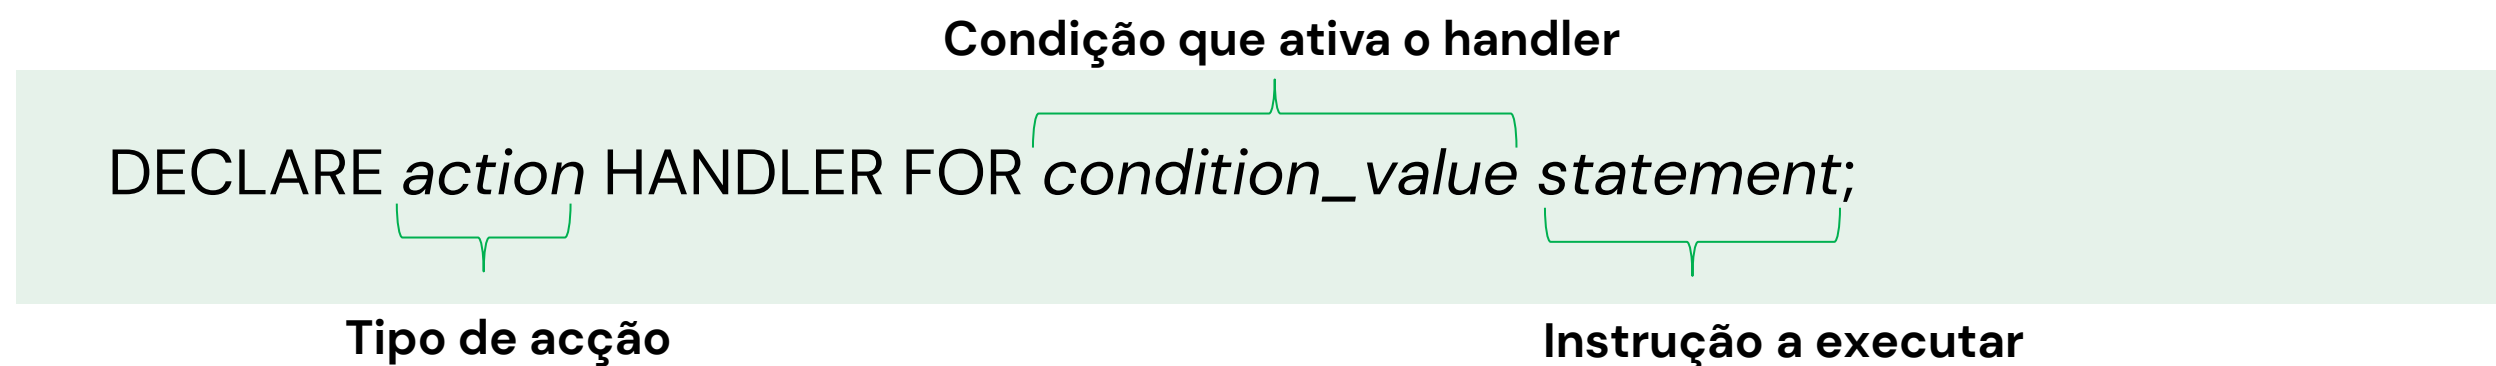 Condição que ativa o handler
DECLARE action HANDLER FOR condition_value statement;
Tipo de acção
Instrução a executar